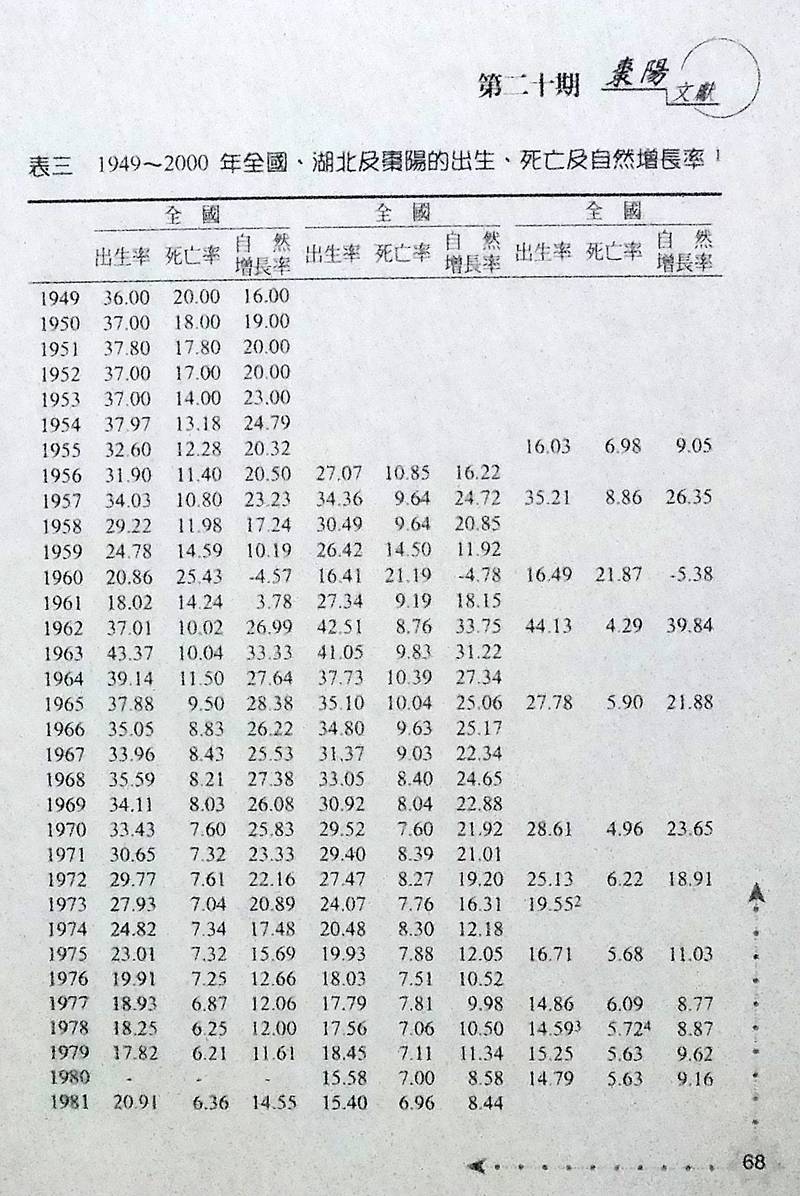 第二十期 棗陽文獻
表三 1949～2000 年全國、湖北及棗陽的出生、死亡及自然增長率 1
全 國 全 國 全 國
出生率 死亡率 自 然增長率 出生率 死亡率 自 然增長率 出生率 死亡率 自 然增長率
1949 36.00 20.00 16.00
1950 37.00 18.00 19.00
1951 37.80 17.80 20.00
1952 37.00 17.00 20.00
1953 37.00 14.00 23.00
1954 37.97 13.18 24.79
1955 32.60 12.28 20.32 16.03 6.98 9.05
1956 31.90 11.40 20.50 27.07 10.85 16.22
1957 34.03 10.80 23.23 34.36 9.64 24.72 35.21 8.86 26.35
1958 29.22 11.98 17.24 30.49 9.64 20.85
1959 24.78 14.59 10.19 26.42 14.50 11.92
1960 20.86 25.43 -4.57 16.41 21.19 -4.78 16.49 21.87 -5.38
1961 18.02 14.24 3.78 27.34 9.19 18.15
1962 37.01 10.02 26.99 42.51 8.76 33.75 44.13 4.29 39.84
1963 43.37 10.04 33.33 41.05 9.83 31.22
1964 39.14 11.50 27.64 37.73 10.39 27.34
1965 37.88 9.50 28.38 35.10 10.04 25.06 27.78 5.90 21.88
1966 35.05 8.83 26.22 34.80 9.63 25.17
1967 33.96 8.43 25.53 31.37 9.03 22.34
1968 35.59 8.21 27.38 33.05 8.40 24.65
1969 34.11 8.03 26.08 30.92 8.04 22.88
1970 33.43 7.60 25.83 29.52 7.60 21.92 28.61 4.96 23.65
1971 30.65 7.32 23.33 29.40 8.39 21.01
1972 29.77 7.61 22.16 27.47 8.27 19.20 25.13 6.22 18.91
1973 27.93 7.04 20.89 24.07 7.76 16.31 19.55²
1974 24.82 7.34 17.48 20.48 8.30 12.18
1975 23.01 7.32 15.69 19.93 7.88 12.05 16.71 5.68 11.03
1976 19.91 7.25 12.66 18.03 7.51 10.52
1977 18.93 6.87 12.06 17.79 7.81 9.98 14.86 6.09 8.77
1978 18.25 6.25 12.00 17.56 7.06 10.50 14.59³ 5.72⁴ 8.87
1979 17.82 6.21 11.61 18.45 7.11 11.34 15.25 5.63 9.62
1980 - - - 15.58 7.00 8.58 14.79 5.63 9.16
1981 20.91 6.36 14.55 15.40 6.96 8.44
68